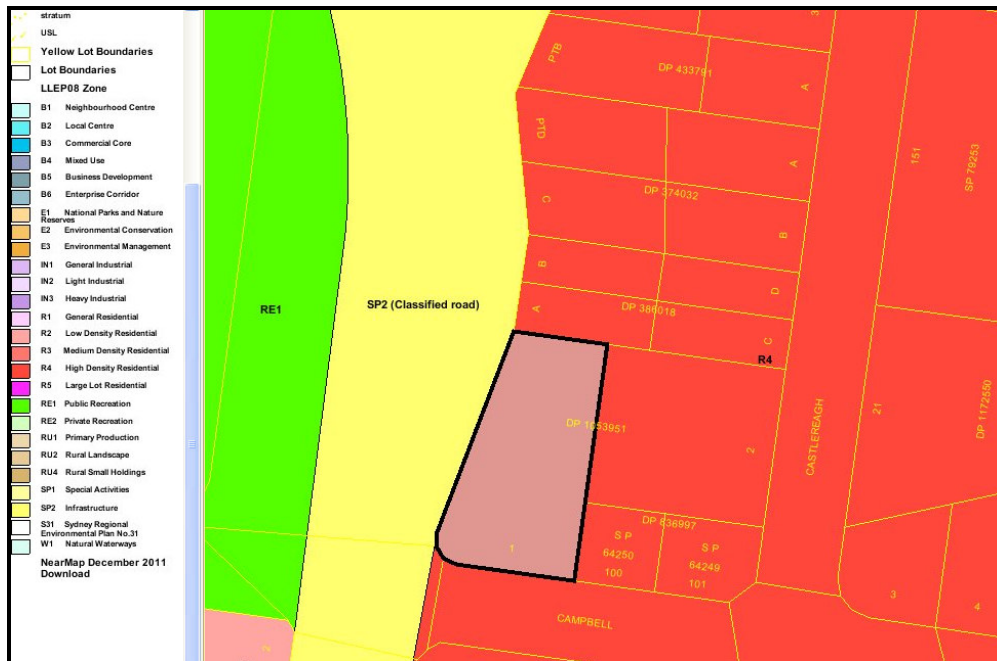 stratum
USL
Yellow Lot Boundaries
Lot Boundaries
LLEP08 Zone
B1 Neighbourhood Centre
B2 Local Centre
B3 Commercial Core
B4 Mixed Use
B5 Business Development
B6 Enterprise Corridor
E1 National Parks and Nature
Reserves
E2 Environmental Conservation
E3 Environmental Management
IN1 General Industrial
IN2 Light Industrial
IN3 Heavy Industrial
R1 General Residential
R2 Low Density Residential
R3 Medium Density Residential
R4 High Density Residential
R5 Large Lot Residential
RE1 Public Recreation
RE2 Private Recreation
RU1 Primary Production
RU2 Rural Landscape
RU4 Rural Small Holdings
SP1 Special Activities
SP2 Infrastructure
S31 Sydney Regional
Environmental Plan No.31
W1 Natural Waterways
NearMap December 2011
Download
RE1
SP2 (Classified road)
R4
PTB
DP 433791
3
A
PTD
A
C
DP 374032
B
B
D
A
DP 386018
C
151
SP 79253
DP 1053951
2
CASTLEREAGH
21
DP 1172550
DP 836997
S P
64250
100
S P
64249
101
1
3
4
CAMPBELL
2